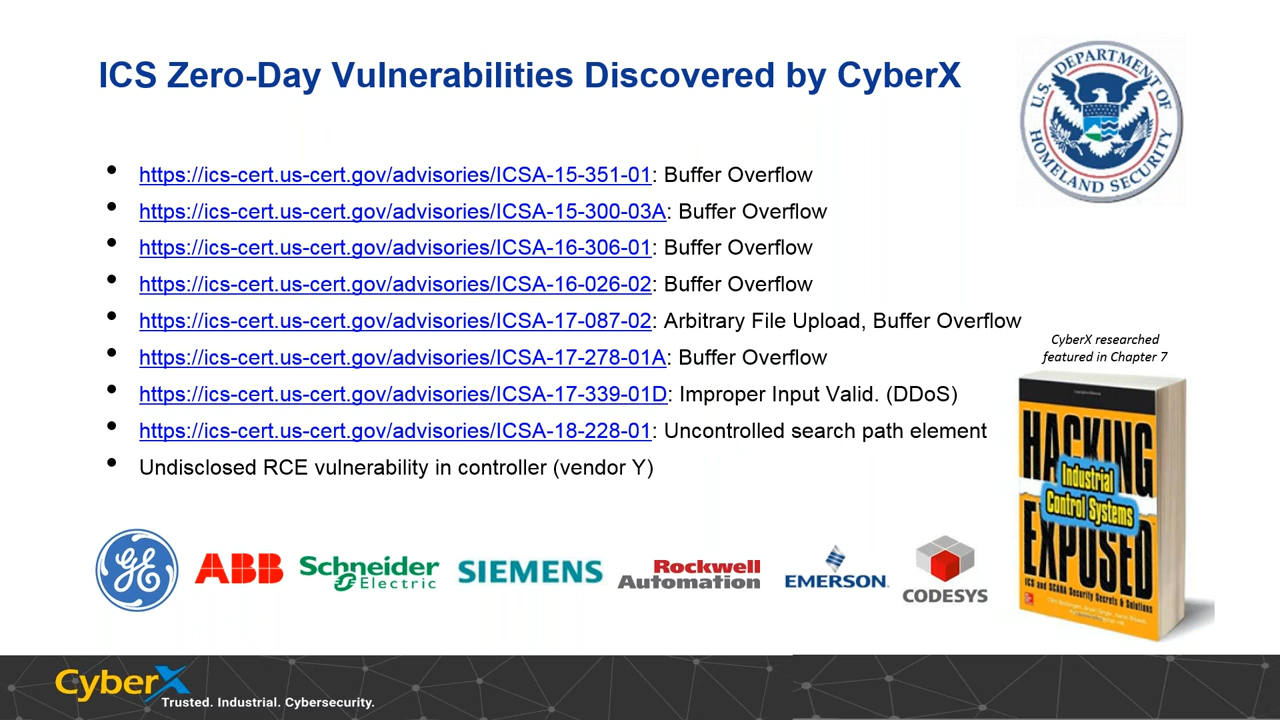 ICS Zero-Day Vulnerabilities Discovered by CyberX
U.S. DEPARTMENT OF
HOMELAND SECURITY
• https://ics-cert.us-cert.gov/advisories/ICSA-15-351-01: Buffer Overflow
• https://ics-cert.us-cert.gov/advisories/ICSA-15-300-03A: Buffer Overflow
• https://ics-cert.us-cert.gov/advisories/ICSA-16-306-01: Buffer Overflow
• https://ics-cert.us-cert.gov/advisories/ICSA-16-026-02: Buffer Overflow
• https://ics-cert.us-cert.gov/advisories/ICSA-17-087-02: Arbitrary File Upload, Buffer Overflow
• https://ics-cert.us-cert.gov/advisories/ICSA-17-278-01A: Buffer Overflow
• https://ics-cert.us-cert.gov/advisories/ICSA-17-339-01D: Improper Input Valid. (DDoS)
• https://ics-cert.us-cert.gov/advisories/ICSA-18-228-01: Uncontrolled search path element
• Undisclosed RCE vulnerability in controller (vendor Y)
CyberX researched
featured in Chapter 7
HACKING
Industrial
Control Systems
EXPOSED
ICS and SCADA Security Secrets & Solutions
GE
ABB
Schneider
Electric
SIEMENS
Rockwell
Automation
EMERSON
CODESYS
CyberX
Trusted. Industrial. Cybersecurity.